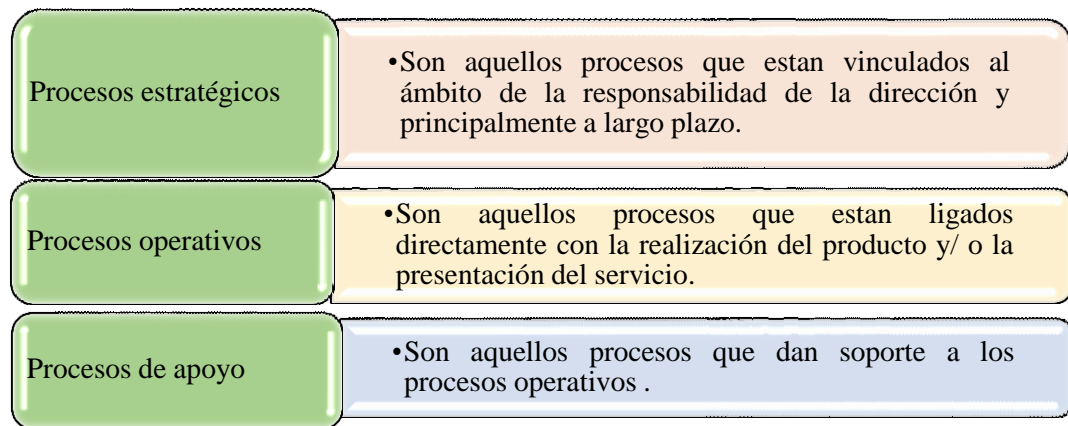 Procesos estratégicos
•Son aquellos procesos que estan vinculados al
ámbito de la responsabilidad de la dirección y
principalmente a largo plazo.
Procesos operativos
•Son aquellos procesos que estan ligados
directamente con la realización del producto y/ o la
presentación del servicio.
Procesos de apoyo
•Son aquellos procesos que dan soporte a los
procesos operativos .